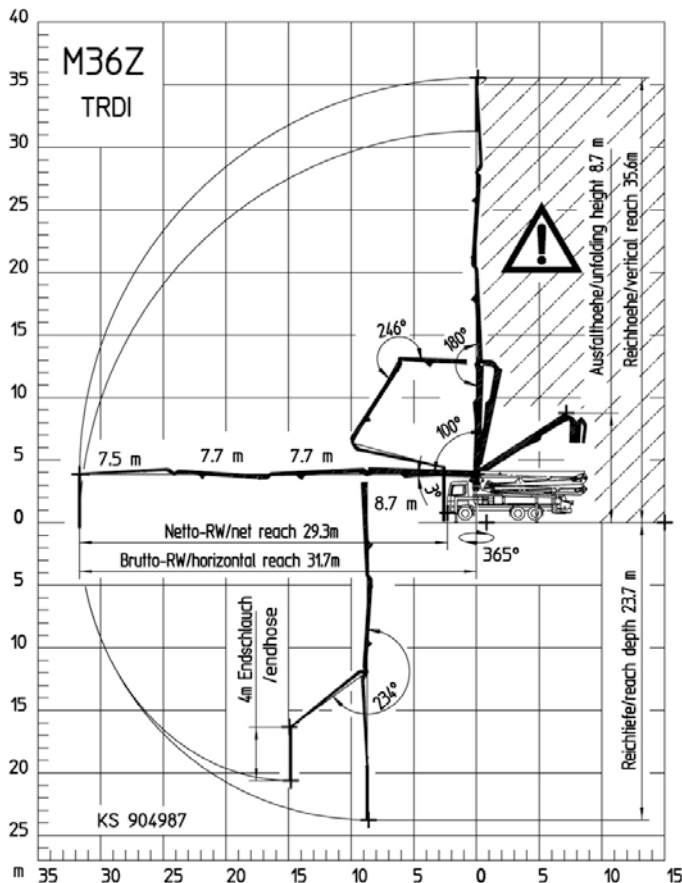 40
M36Z
TRDI
35
30
25
20
15
10
5
0
5
10
15
20
25
m
35
30
25
20
15
10
5
0
5
10
15
Ausfalthoehe/unfolding height 8.7 m
Reichhoehe/vertical reach 35.6m
246°
180°
100°
3°
7.5 m
7.7 m
7.7 m
8.7 m
Netto-RW/net reach 29.3m
Brutto-RW/horizontal reach 31.7m
365°
4m Endschlauch
/endhose
234°
Reichtiefe/reach depth 23.7 m
KS 904987
!